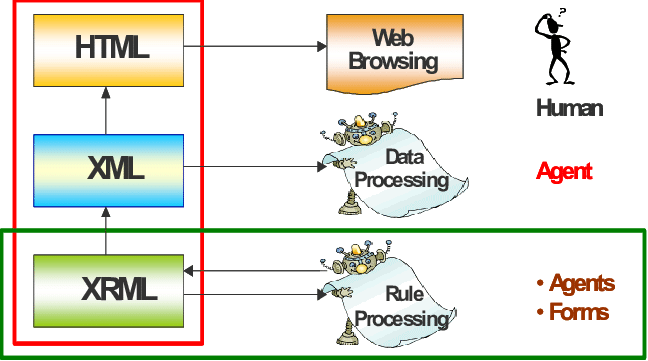 HTML
Web
Browsing
?
Human
XML
Data
Processing
Agent
XRML
Rule
Processing
• Agents
• Forms